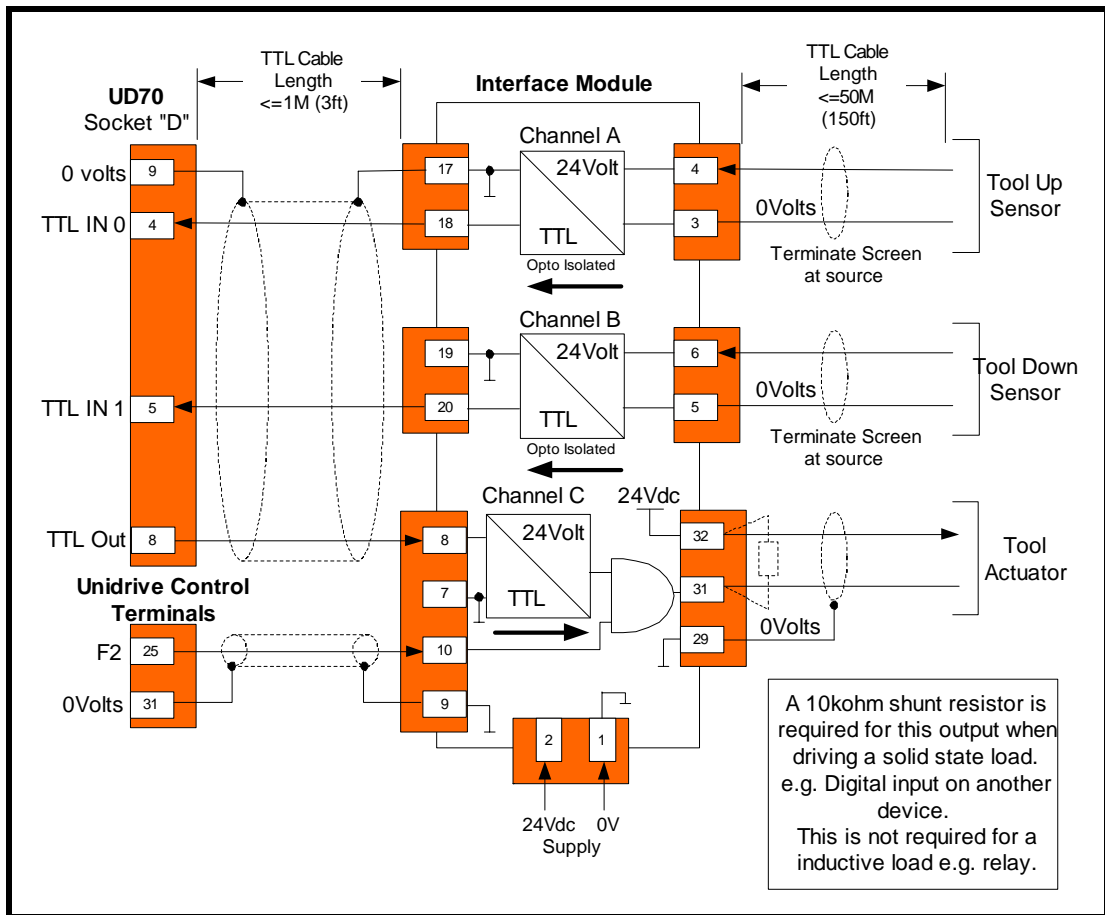 TTL Cable
Length
<=1M (3ft)
UD70
Socket "D"
Interface Module
TTL Cable
Length
<=50M
(150ft)
0 volts
9
TTL IN 0
4
17
18
Channel A
24Volt
TTL
Opto Isolated
4
3
0Volts
Terminate Screen
at source
Tool Up
Sensor
TTL IN 1
5
19
20
Channel B
24Volt
TTL
Opto Isolated
6
5
0Volts
Terminate Screen
at source
Tool Down
Sensor
TTL Out
8
8
7
10
9
Channel C
24Volt
TTL
24Vdc
32
31
29
0Volts
Tool
Actuator
Unidrive Control
Terminals
F2
25
0Volts
31
2
1
24Vdc
0V
Supply
A 10kohm shunt resistor is
required for this output when
driving a solid state load.
e.g. Digital input on another
device.
This is not required for a
inductive load e.g. relay.